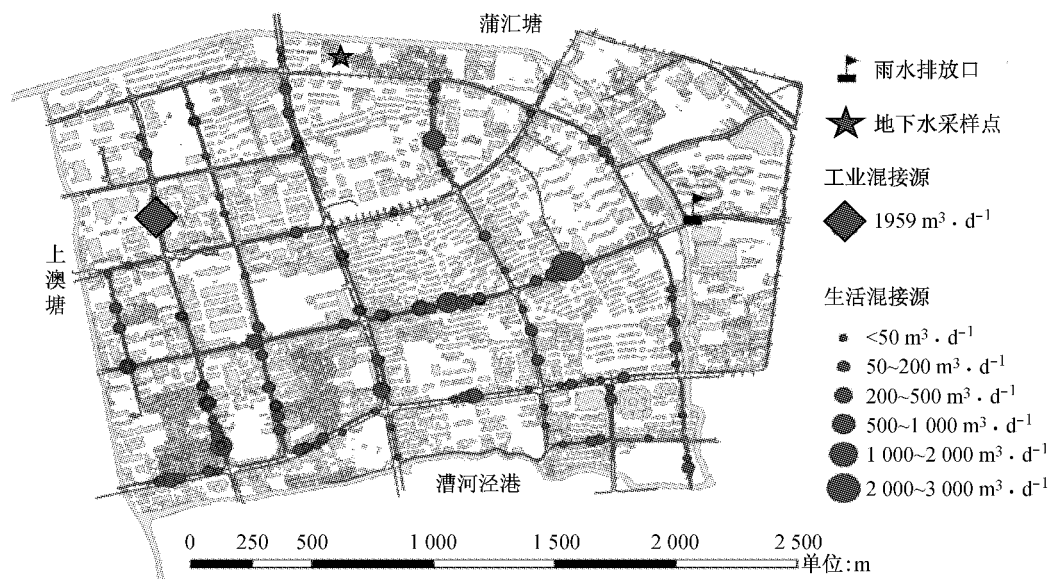 蒲汇塘
雨水排放口
地下水采样点
工业混接源
1959 m³·d⁻¹
上澳塘
生活混接源
<50 m³·d⁻¹
50~200 m³·d⁻¹
200~500 m³·d⁻¹
500~1 000 m³·d⁻¹
1 000~2 000 m³·d⁻¹
2 000~3 000 m³·d⁻¹
漕河泾港
0 250 500 1 000 1 500 2 000 2 500
单位:m